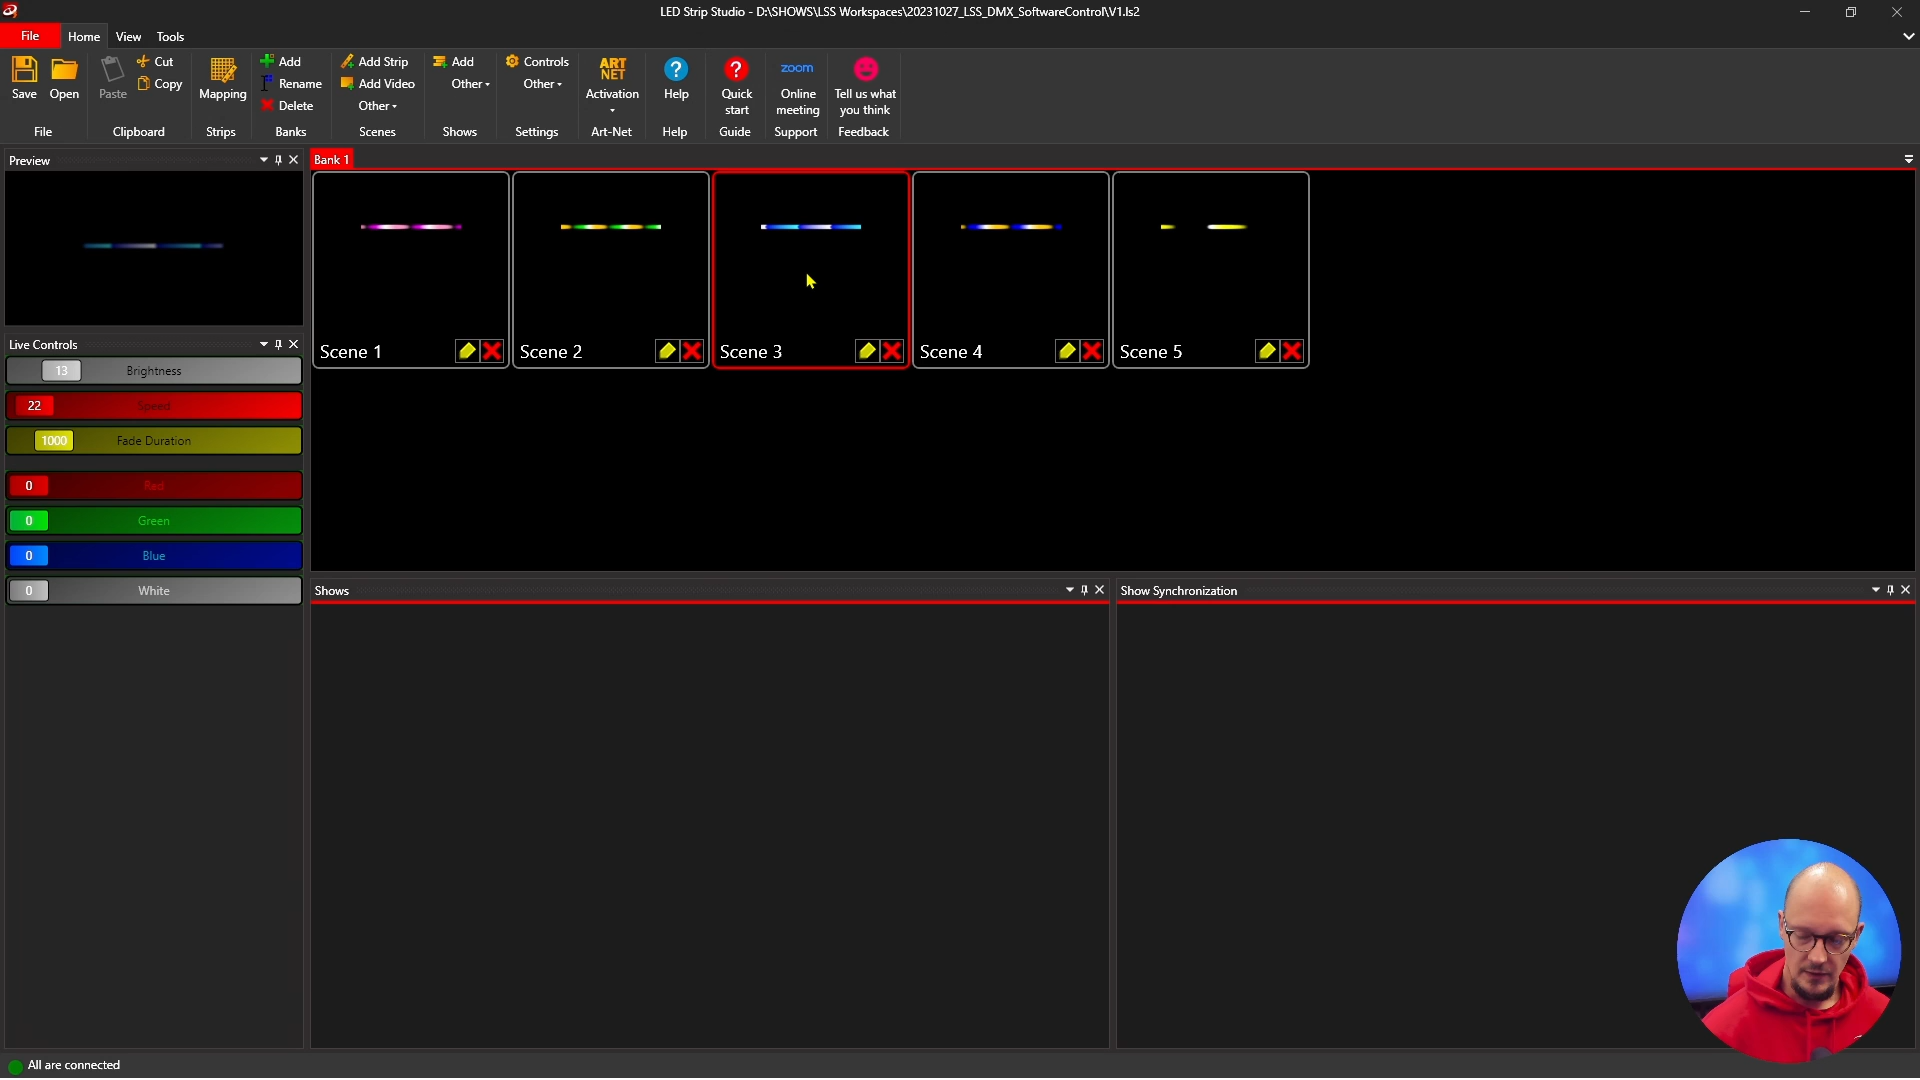 LED Strip Studio - D:\SHOWS\LSS Workspaces\20231027_LSS_DMX_SoftwareControl\V1.ls2
File
Home
View
Tools
Save
Open
File
Paste
Cut
Copy
Clipboard
Mapping
Strips
Add
Rename
Delete
Banks
Add Strip
Add Video
Other
Scenes
Add
Other
Shows
Controls
Other
Settings
ART
NET
Activation
Art-Net
?
Help
Help
?
Quick
start
Guide
zoom
Online
meeting
Support
Tell us what
you think
Feedback
Preview
Bank 1
Scene 1
Scene 2
Scene 3
Scene 4
Scene 5
Live Controls
13 Brightness
22 Speed
1000 Fade Duration
0 Red
0 Green
0 Blue
0 White
Shows
Show Synchronization
All are connected